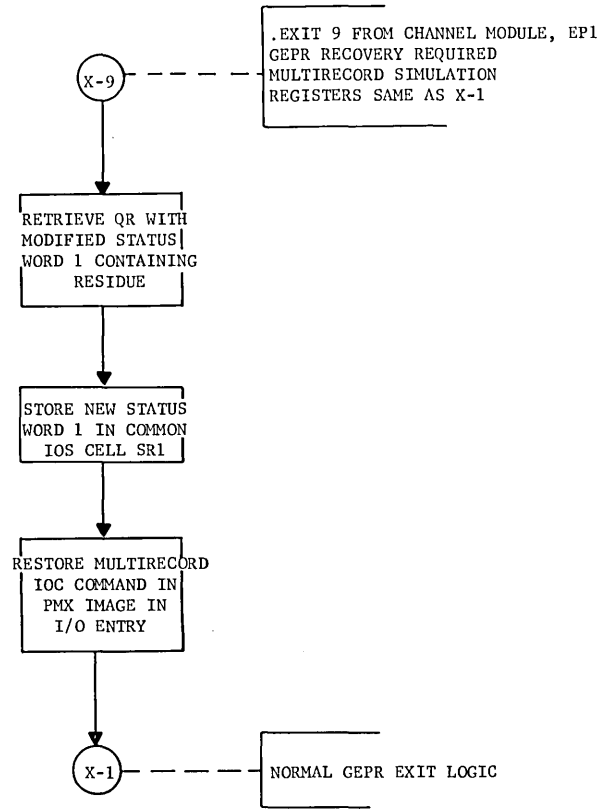 .EXIT 9 FROM CHANNEL MODULE, EP1
GEPR RECOVERY REQUIRED
MULTIRECORD SIMULATION
REGISTERS SAME AS X-1
X-9
RETRIEVE QR WITH
MODIFIED STATUS
WORD 1 CONTAINING
RESIDUE
STORE NEW STATUS
WORD 1 IN COMMON
IOS CELL SR1
RESTORE MULTIRECORD
IOC COMMAND IN
PMX IMAGE IN
I/O ENTRY
X-1
NORMAL GEPR EXIT LOGIC